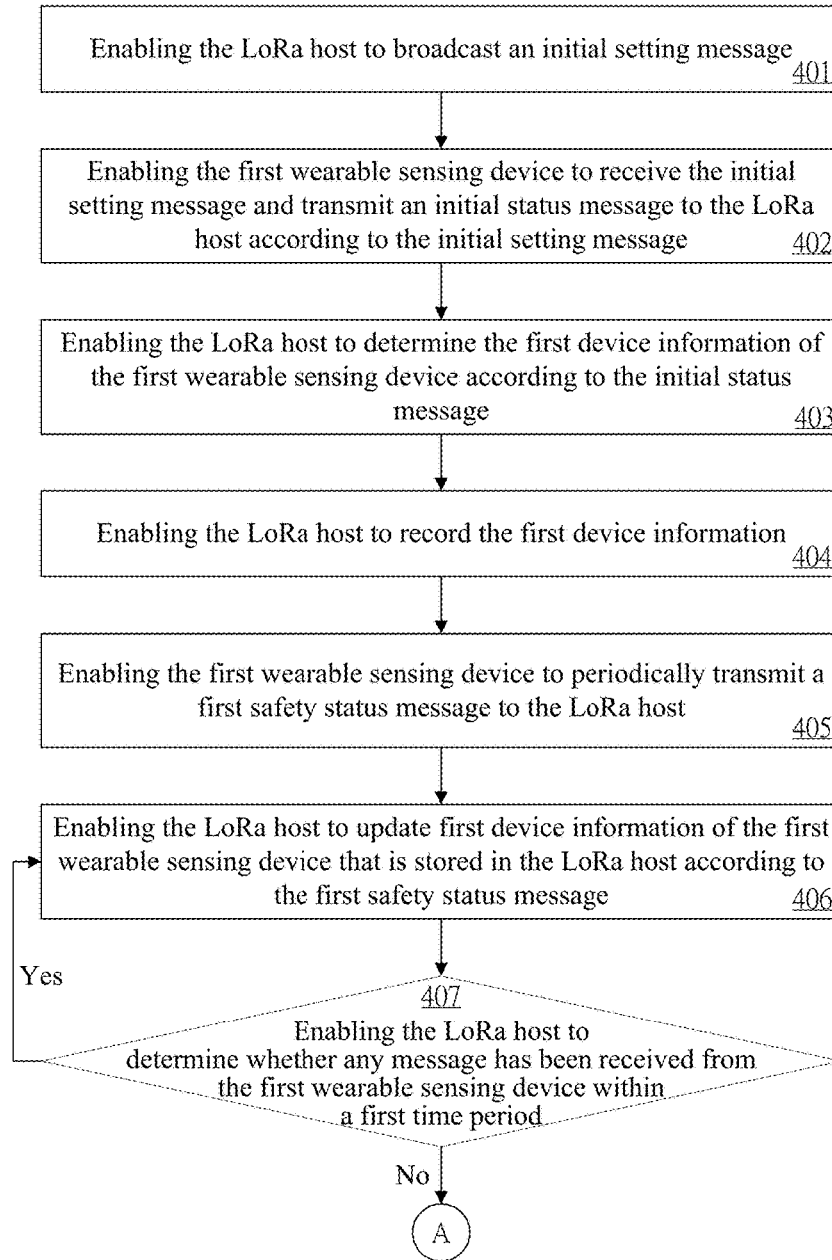 Enabling the LoRa host to broadcast an initial setting message
401
Enabling the first wearable sensing device to receive the initial
setting message and transmit an initial status message to the LoRa
host according to the initial setting message
402
Enabling the LoRa host to determine the first device information of
the first wearable sensing device according to the initial status
message
403
Enabling the LoRa host to record the first device information
404
Enabling the first wearable sensing device to periodically transmit a
first safety status message to the LoRa host
405
Enabling the LoRa host to update first device information of the first
wearable sensing device that is stored in the LoRa host according to
the first safety status message
406
Yes
407
Enabling the LoRa host to
determine whether any message has been received from
the first wearable sensing device within
a first time period
No
A